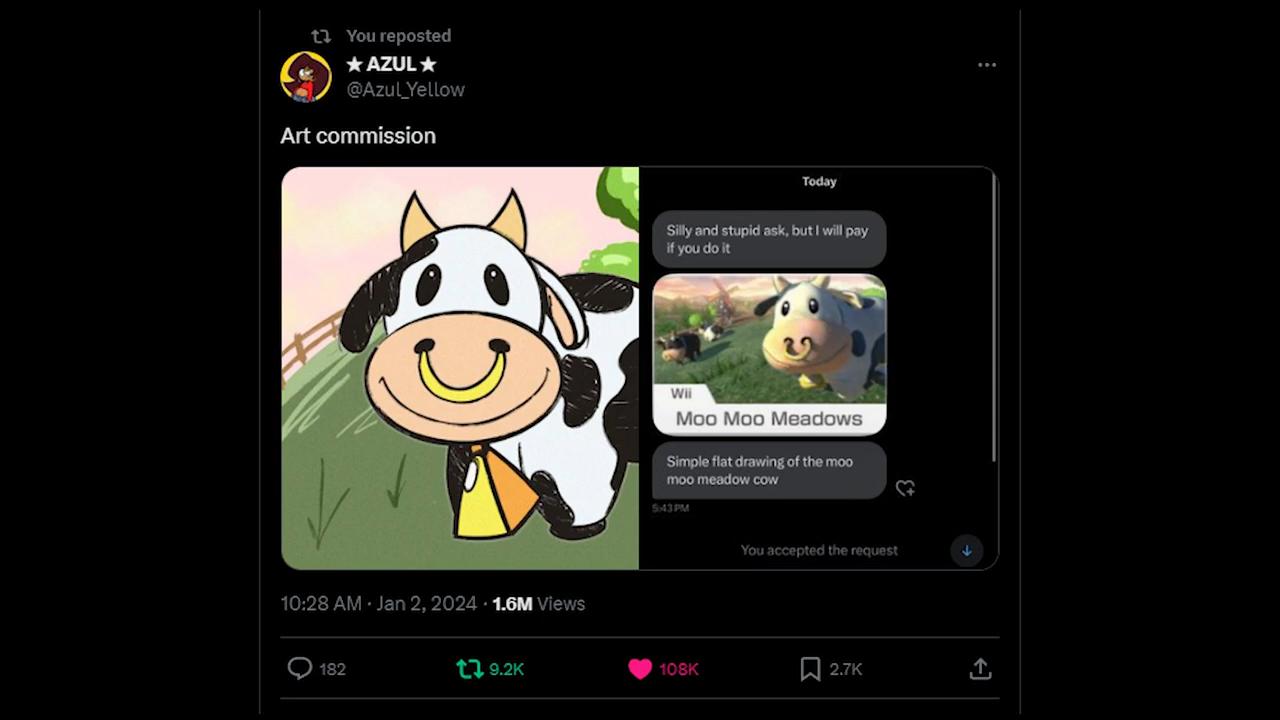 You reposted
★ AZUL ★
@Azul_Yellow
Art commission
Today
Silly and stupid ask, but I will pay
if you do it
Wii
Moo Moo Meadows
Simple flat drawing of the moo
moo meadow cow
5:43 PM
You accepted the request
10:28 AM · Jan 2, 2024 · 1.6M Views
182 9.2K 108K 2.7K